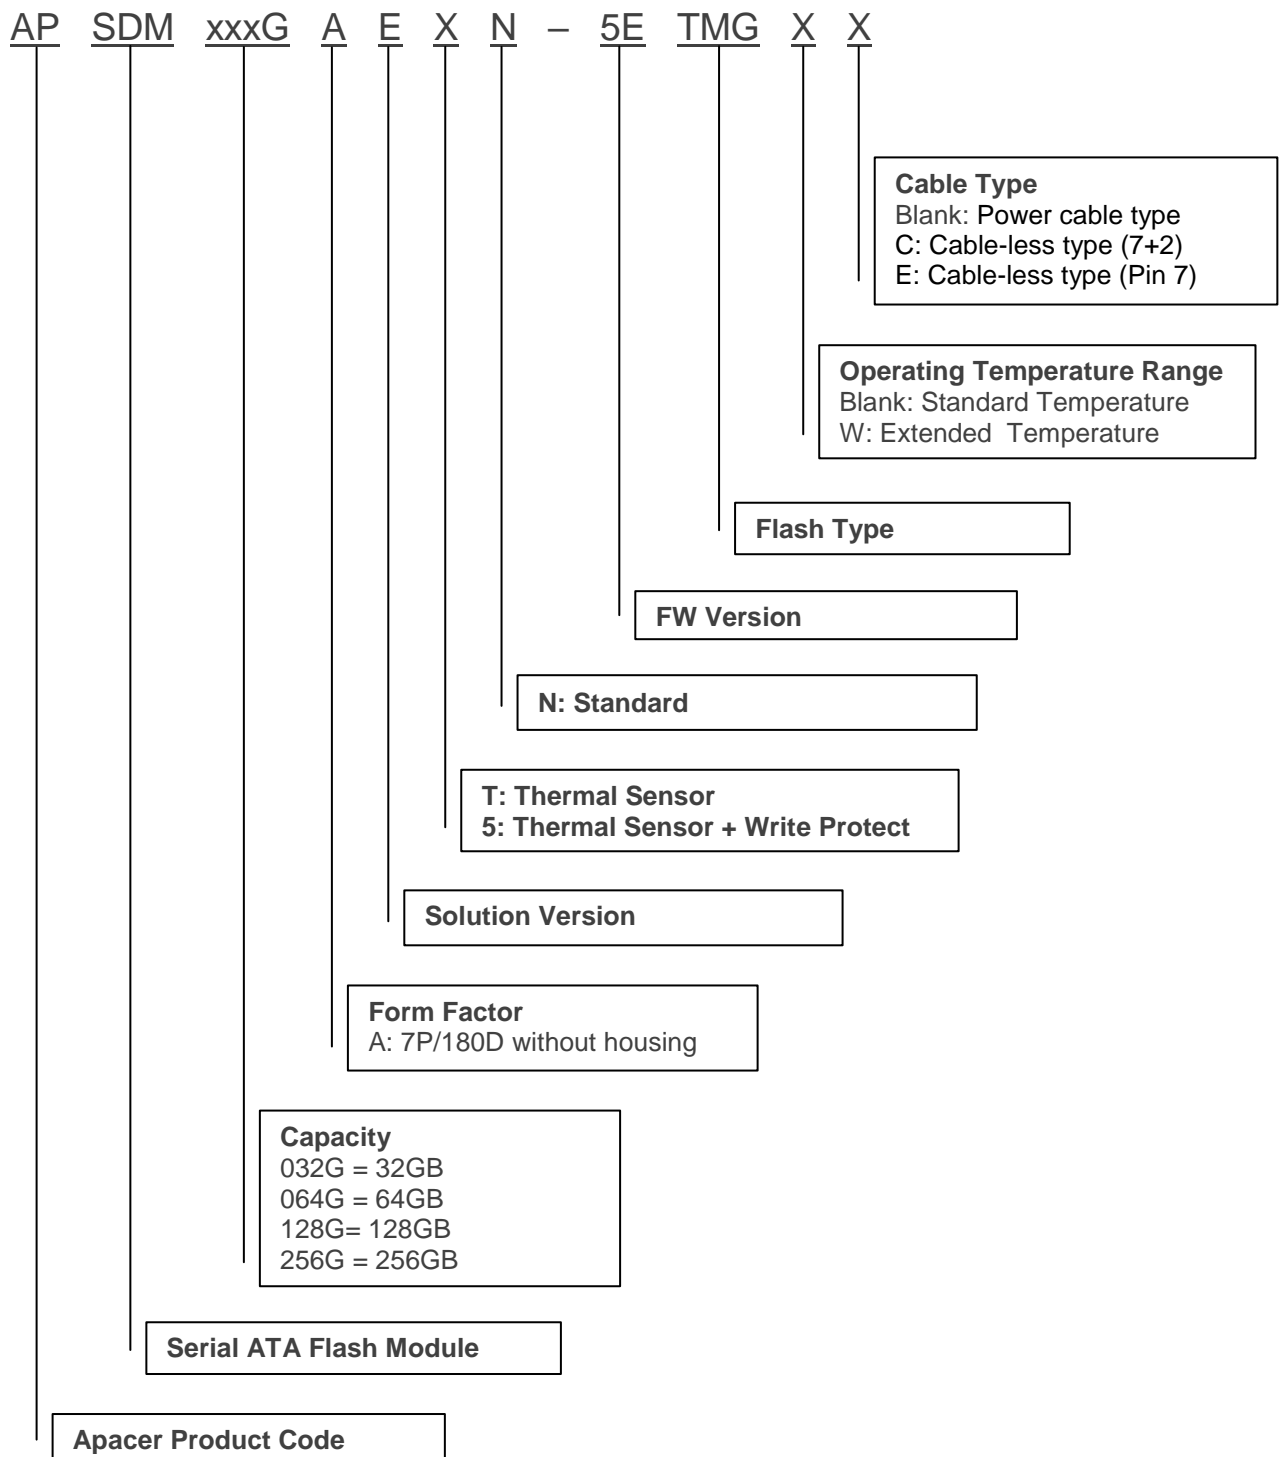 AP SDM xxxG A E X N – 5E TMG X X
Cable Type
Blank: Power cable type
C: Cable-less type (7+2)
E: Cable-less type (Pin 7)
Operating Temperature Range
Blank: Standard Temperature
W: Extended Temperature
Flash Type
FW Version
N: Standard
T: Thermal Sensor
5: Thermal Sensor + Write Protect
Solution Version
Form Factor
A: 7P/180D without housing
Capacity
032G = 32GB
064G = 64GB
128G= 128GB
256G = 256GB
Serial ATA Flash Module
Apacer Product Code